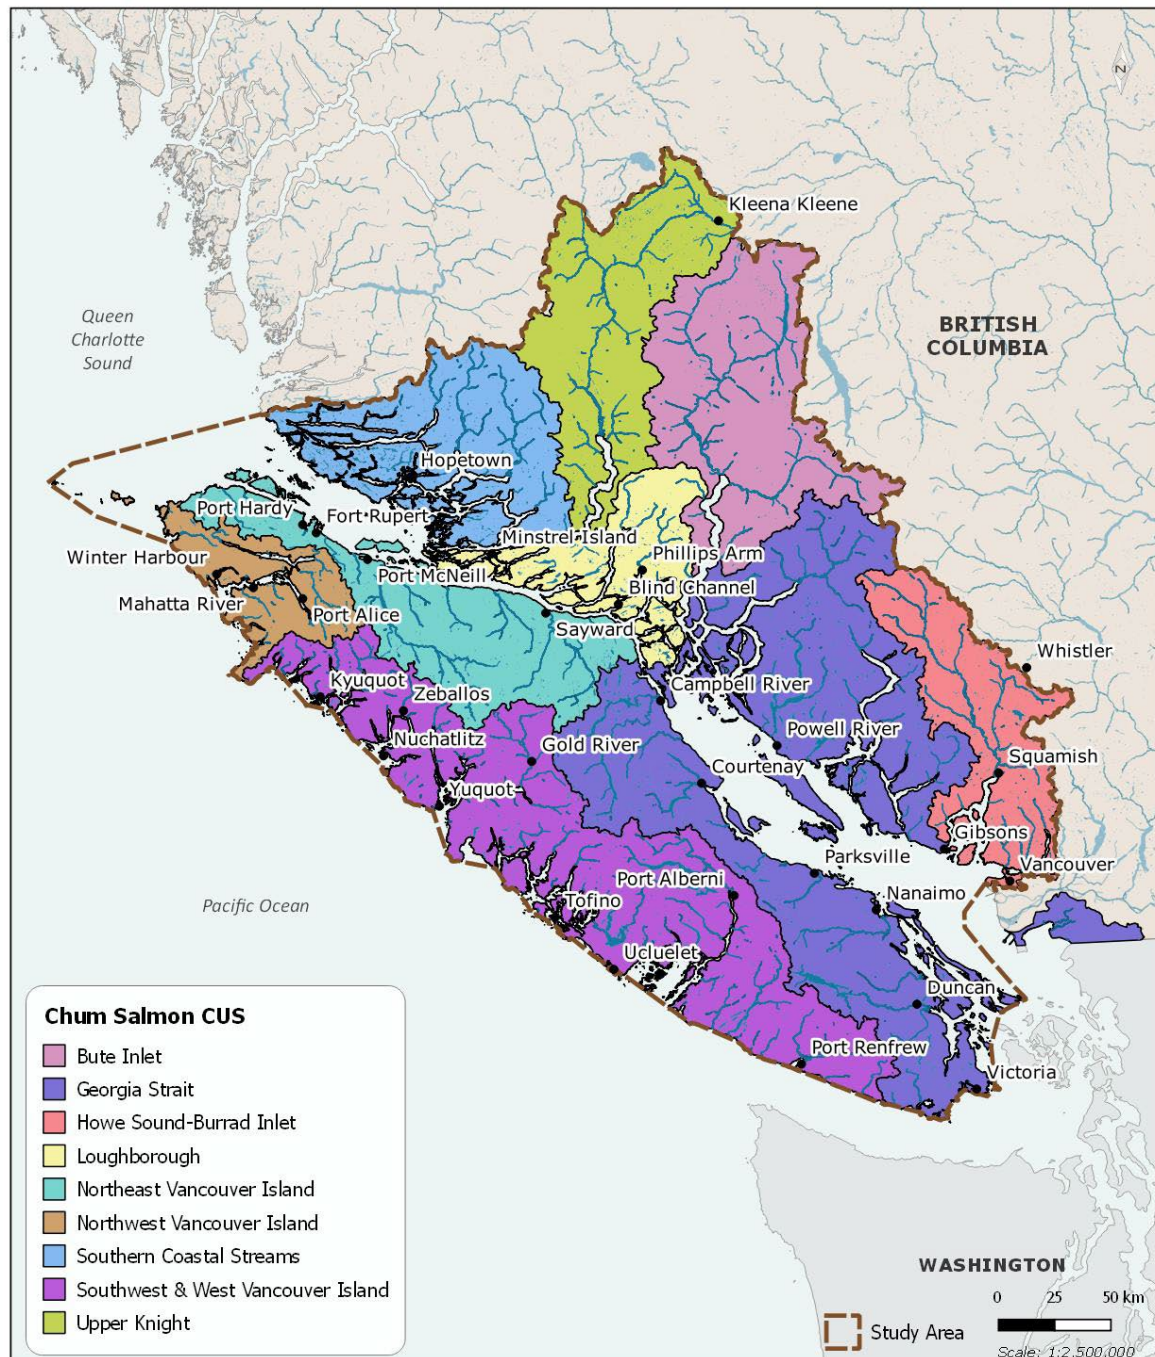 Kleena Kleene
Queen
Charlotte
Sound
BRITISH
COLUMBIA
Hopetown
Port Hardy
Fort Rupert
Minstrel Island
Winter Harbour
Port McNeill
Phillips Arm
Mahatta River
Port Alice
Blind Channel
Sayward
Whistler
Kyuquot
Zeballos
Campbell River
Nuchatlitz
Gold River
Powell River
Squamish
Courtenay
Yuquot
Gibsons
Parksville
Vancouver
Port Alberni
Nanaimo
Pacific Ocean
Tofino
Ucluelet
Duncan
Port Renfrew
Victoria
Chum Salmon CUS
Bute Inlet
Georgia Strait
Howe Sound-Burrad Inlet
Loughborough
Northeast Vancouver Island
Northwest Vancouver Island
Southern Coastal Streams
Southwest & West Vancouver Island
Upper Knight
WASHINGTON
0 25 50 km
Study Area
Scale: 1:2,500,000
N